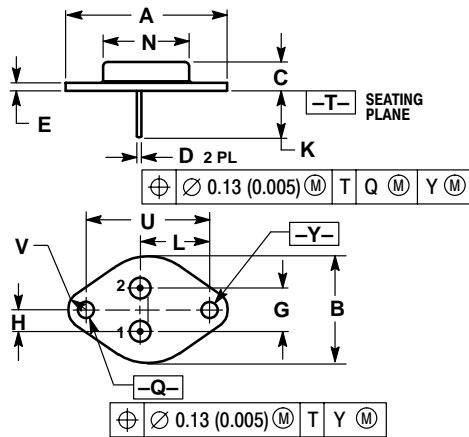 A
N
C
E
–T– SEATING PLANE
K
D 2 PL
⌖ ∅ 0.13 (0.005) Ⓜ T Q Ⓜ Y Ⓜ
U
V
L
–Y–
2
H
G
B
1
–Q–
⌖ ∅ 0.13 (0.005) Ⓜ T Y Ⓜ